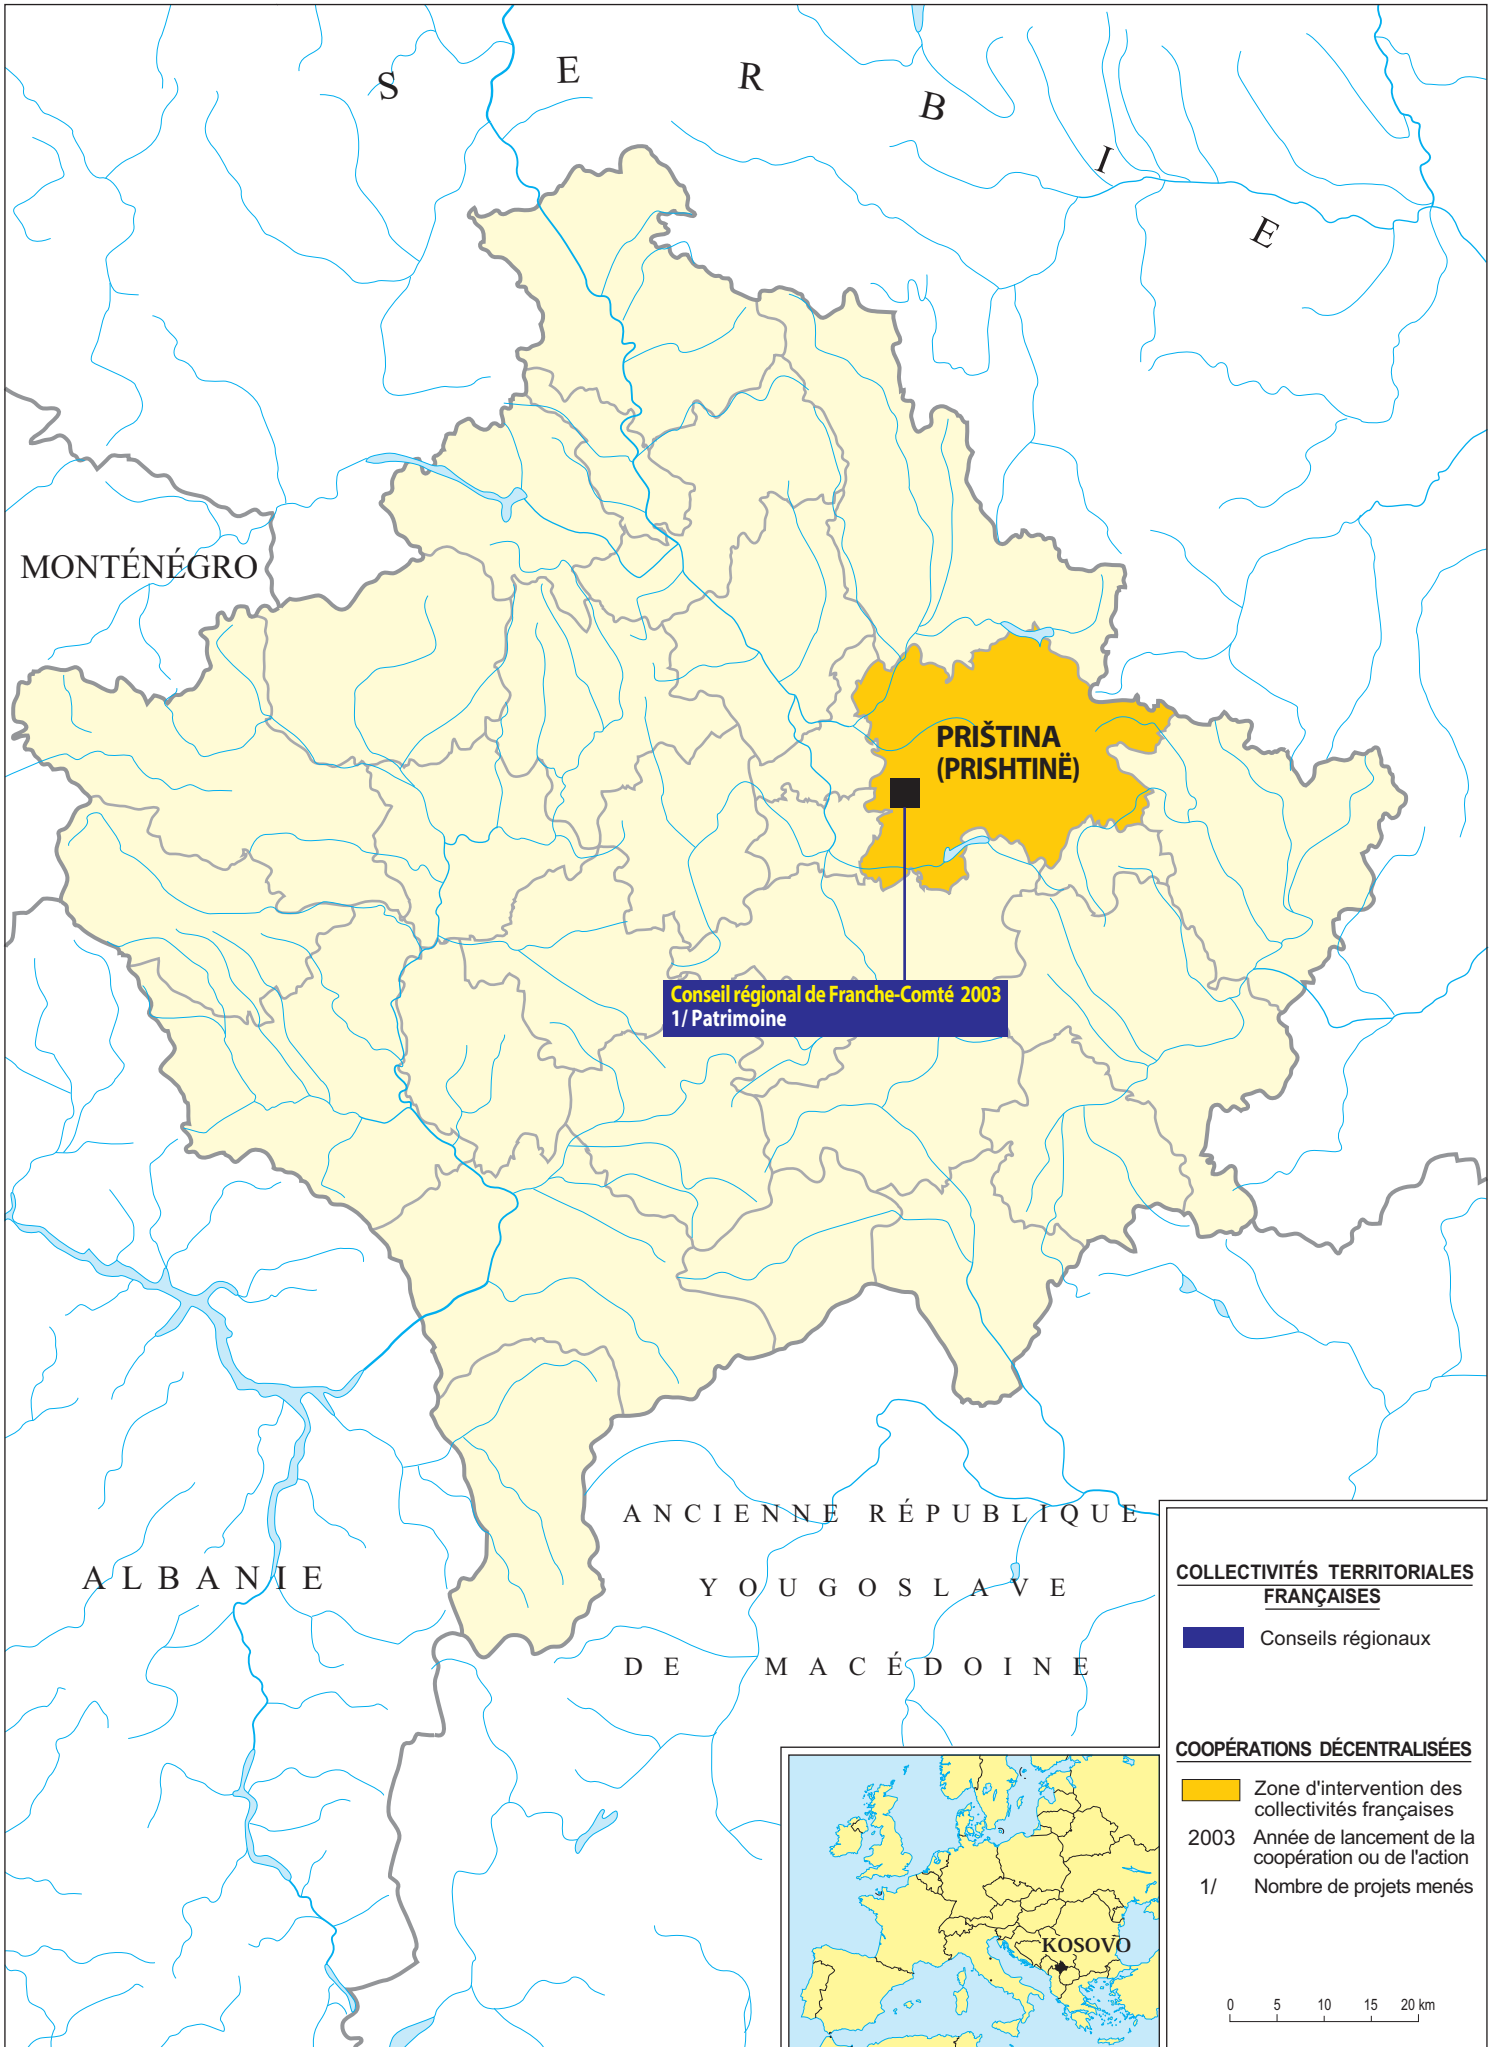 S E R B I E
MONTÉNÉGRO
PRIŠTINA
(PRISHTINË)
Conseil régional de Franche-Comté 2003
1/ Patrimoine
ANCIENNE RÉPUBLIQUE
YOUGOSLAVE
DE MACÉDOINE
ALBANIE
COLLECTIVITÉS TERRITORIALES
FRANÇAISES
Conseils régionaux
COOPÉRATIONS DÉCENTRALISÉES
Zone d'intervention des
collectivités françaises
2003 Année de lancement de la
coopération ou de l'action
1/ Nombre de projets menés
KOSOVO
0 5 10 15 20 km